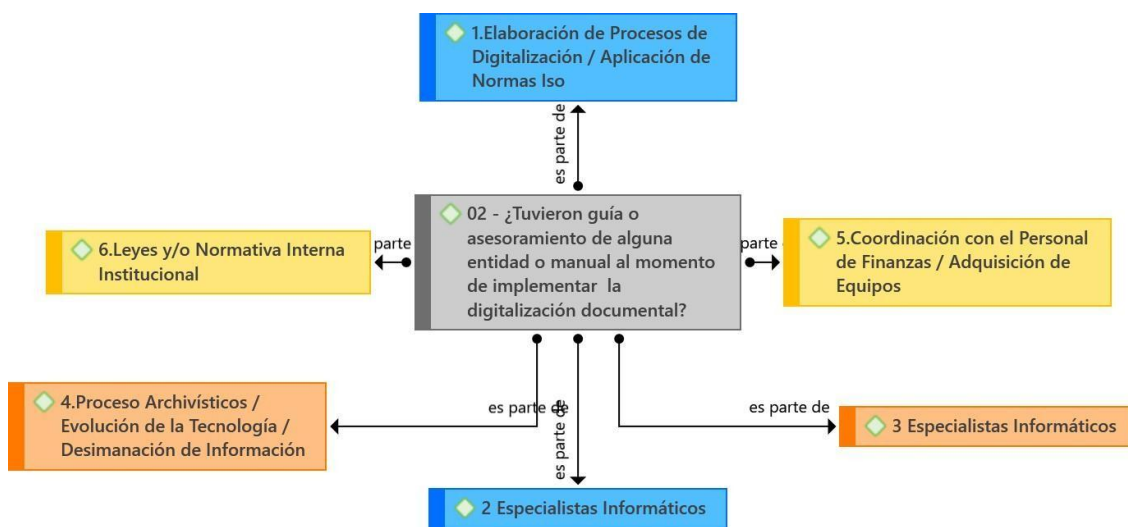 1.Elaboración de Procesos de
Digitalización / Aplicación de
Normas Iso
es parte de
02 - ¿Tuvieron guía o
asesoramiento de alguna
entidad o manual al momento
de implementar la
digitalización documental?
6.Leyes y/o Normativa Interna
Institucional
parte
parte
5.Coordinación con el Personal
de Finanzas / Adquisición de
Equipos
4.Proceso Archivísticos /
Evolución de la Tecnología /
Desimanación de Información
es parte de
es parte de
es parte de
3 Especialistas Informáticos
2 Especialistas Informáticos